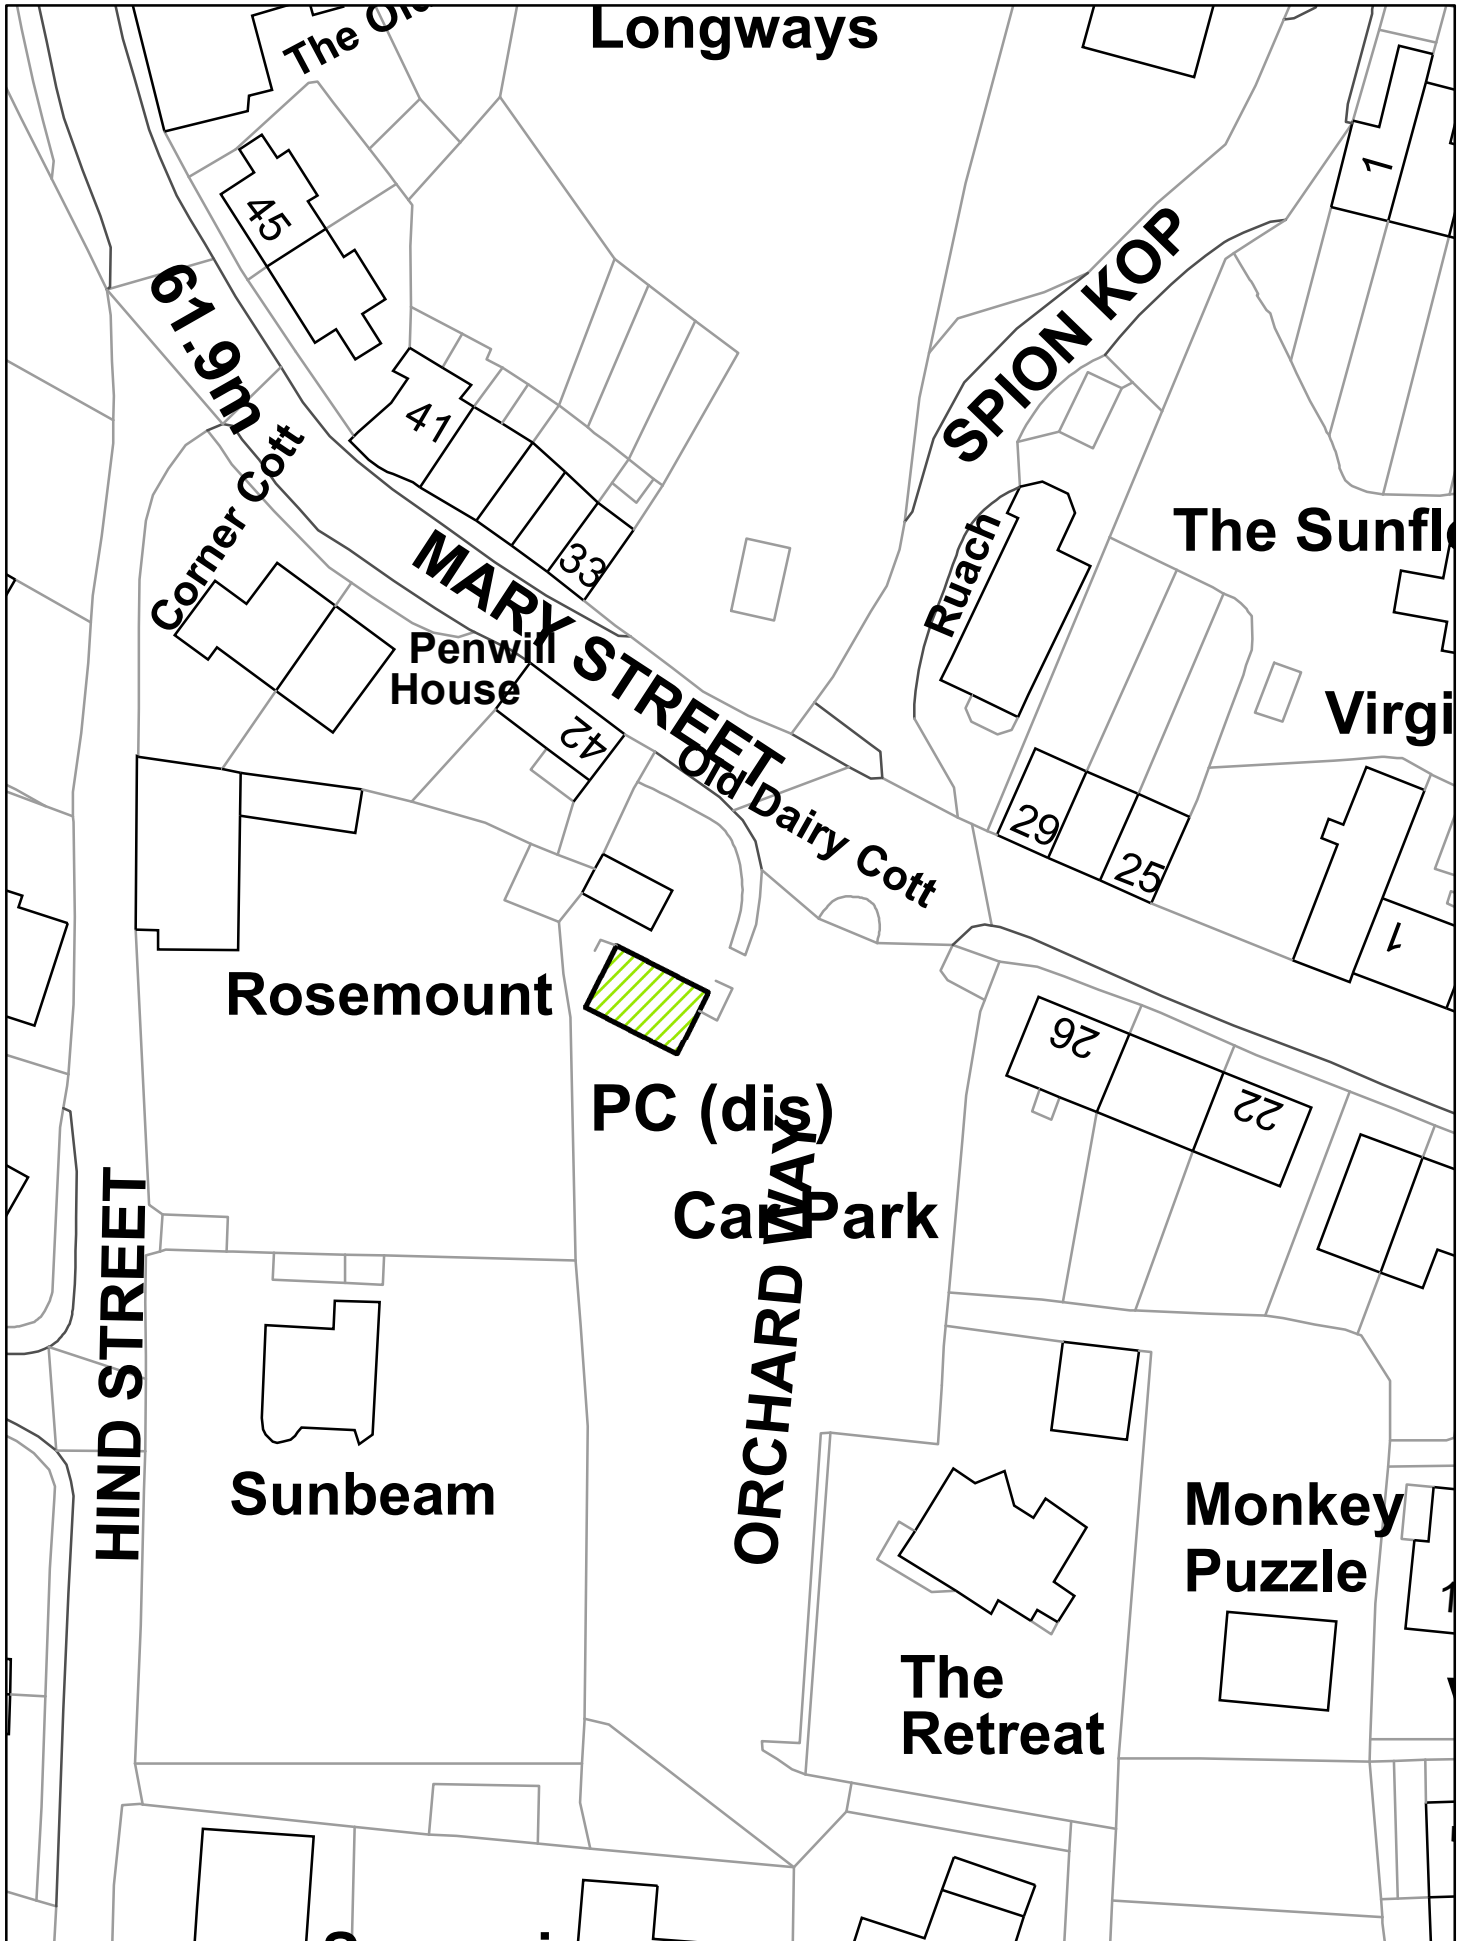 Longways
The
1
45
61.9m
SPION KOP
41
Corner Cott
33
The
MARY STREET
Ruach
Penwill
House
42
Old Dairy Cott
29
25
1
Rosemount
26
22
PC (dis)
Car Park
ORCHARD WAY
HIND STREET
Sunbeam
Monkey
Puzzle
The
Retreat